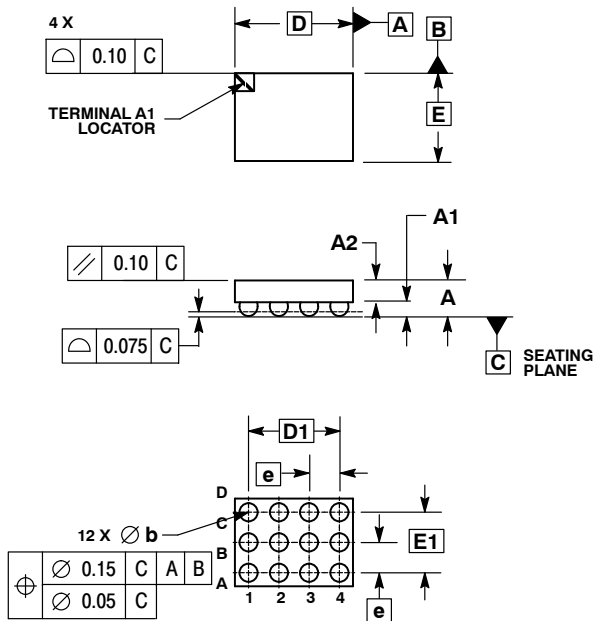 4 X
D
A
B
⌓ 0.10 C
TERMINAL A1
LOCATOR
E
A1
A2
// 0.10 C
A
⌓ 0.075 C
C SEATING
PLANE
D1
e
D
C
12 X ∅ b
E1
B
⌖ ∅ 0.15 C A B
∅ 0.05 C
A
1 2 3 4
e